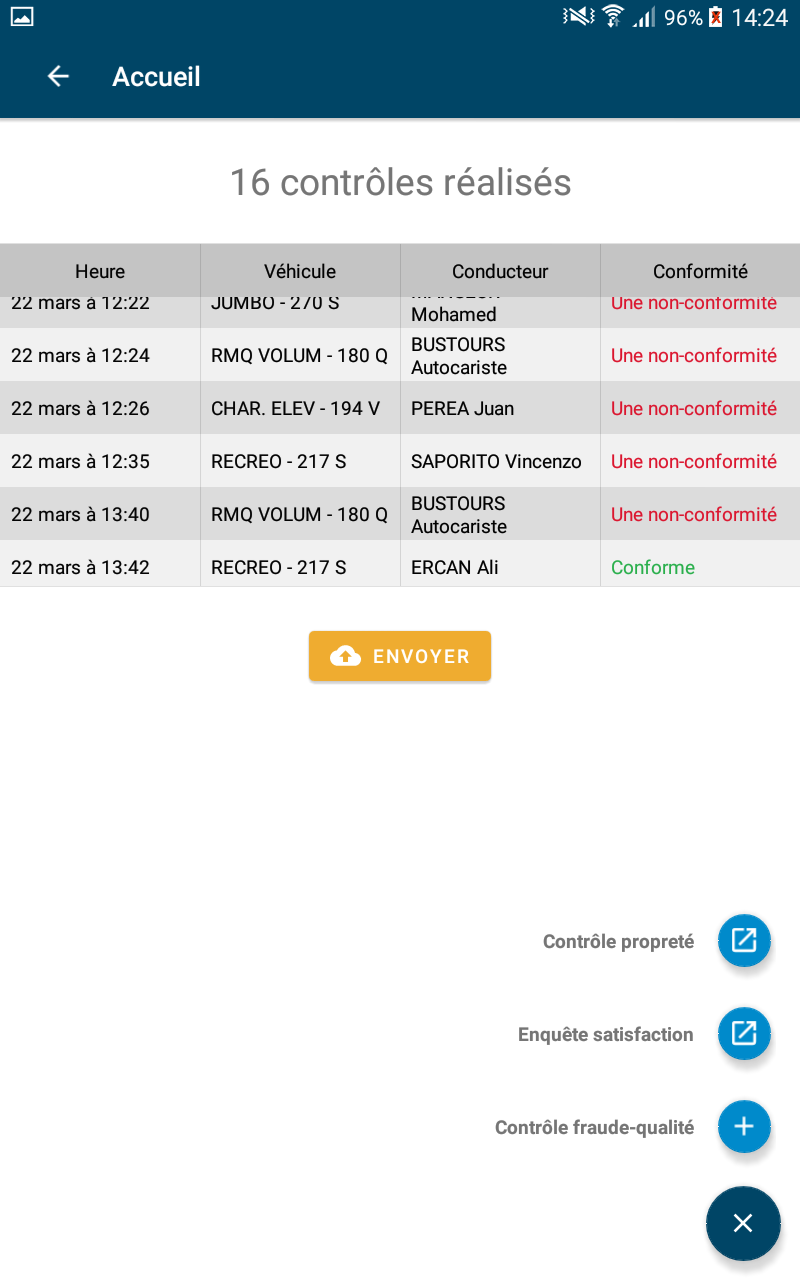 96% 14:24
Accueil
16 contrôles réalisés
Heure Véhicule Conducteur Conformité
22 mars à 12:22 JUMBO - 270 S Mohamed Une non-conformité
22 mars à 12:24 RMQ VOLUM - 180 Q BUSTOURS Autocariste Une non-conformité
22 mars à 12:26 CHAR. ELEV - 194 V PEREA Juan Une non-conformité
22 mars à 12:35 RECREO - 217 S SAPORITO Vincenzo Une non-conformité
22 mars à 13:40 RMQ VOLUM - 180 Q BUSTOURS Autocariste Une non-conformité
22 mars à 13:42 RECREO - 217 S ERCAN Ali Conforme
ENVOYER
Contrôle propreté
Enquête satisfaction
Contrôle fraude-qualité